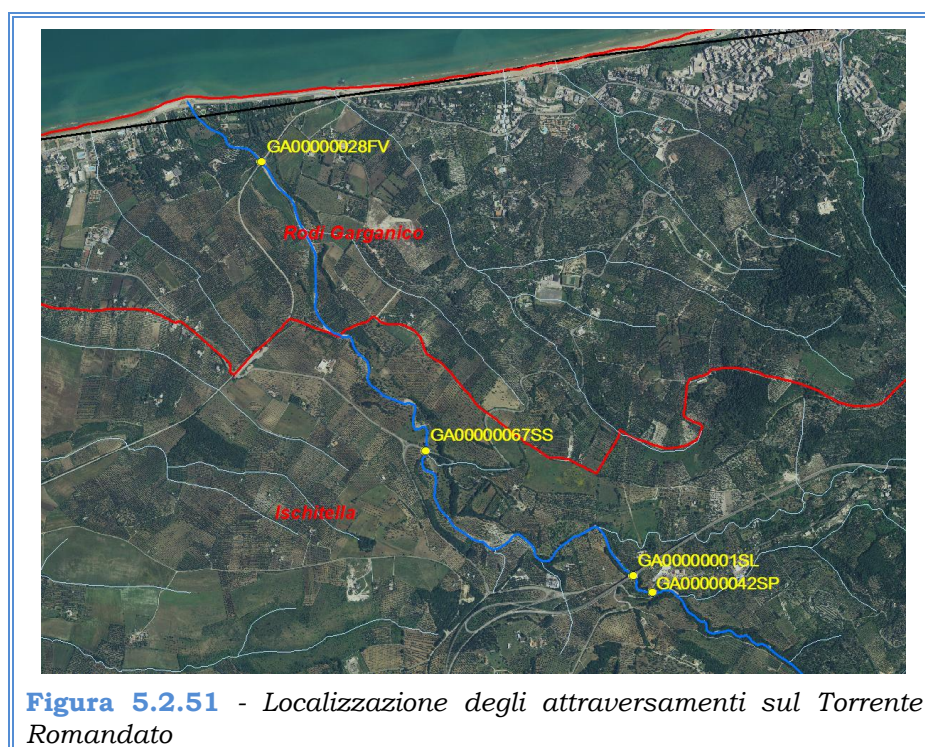 GA00000028FV
Rodi Garganico
GA00000067SS
Ischitella
GA00000001SL
GA00000042SP
Figura 5.2.51 - Localizzazione degli attraversamenti sul Torrente
Romandato